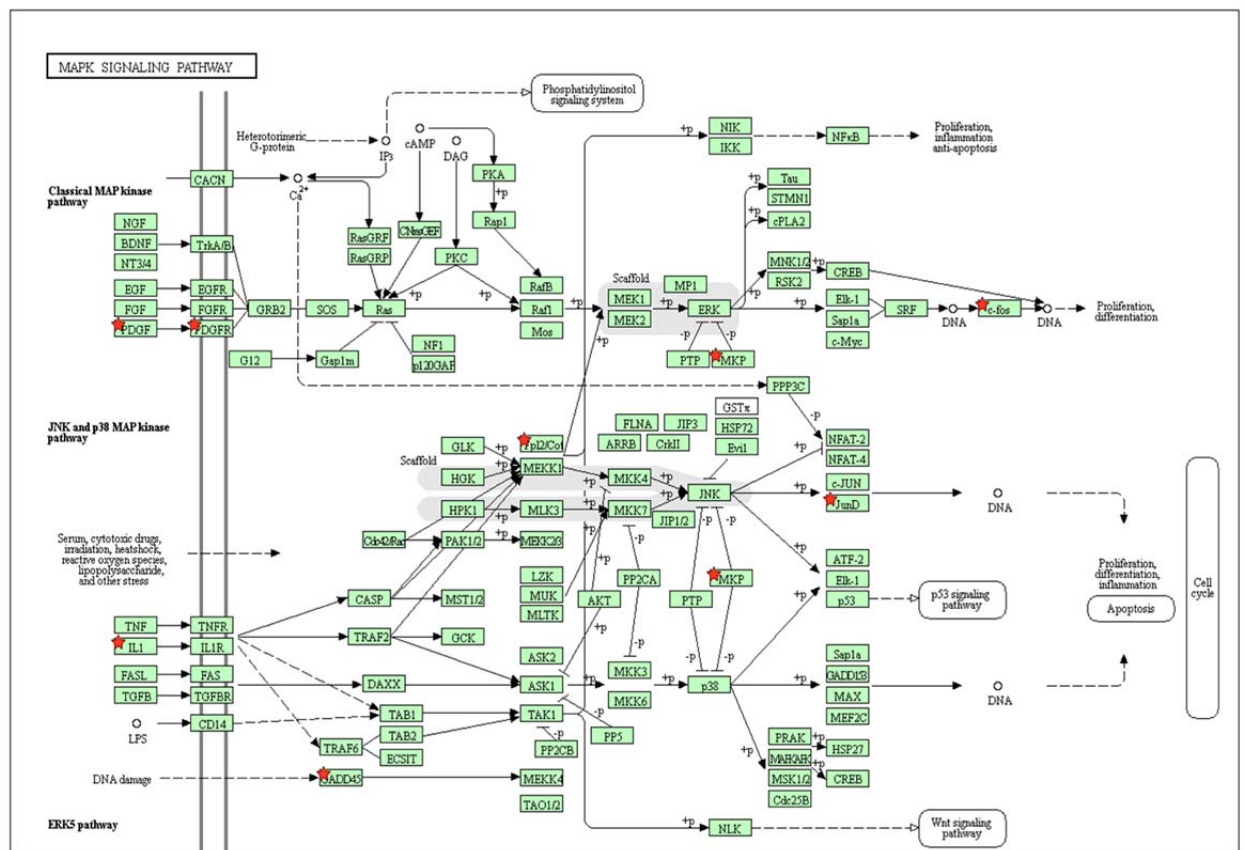 MAPK SIGNALING PATHWAY
Phosphatidylinositol
signaling system
Heterotorimeric
G-protein
IP3
cAMP
DAG
+p
NIK
IKK
NFκB
Proliferation,
inflammation
anti-apoptosis
Classical MAP kinase
pathway
CACN
Ca2+
PKA
+p
Tau
STMN1
+p
cPLA2
NGF
BDNF
NT3/4
TrkA/B
RasGRF
RasGRP
CNrasGEF
Rap1
PKC
MNK1/2
RSK2
CREB
EGF
EGFR
FGF
FGFR
PDGF
PDGFR
GRB2
SOS
Ras
+p
+p
RafB
Raf1
Mos
+p
Scaffold
MEK1
MEK2
+p
MP1
ERK
+p
+p
Elk-1
Sap1a
c-Myc
SRF
DNA
c-fos
DNA
Proliferation,
differentiation
G12
Gap1m
NF1
p120GAP
-p
-p
PTP
MKP
PPP3C
-p
JNK and p38 MAP kinase
pathway
GSTπ
HSP72
Evi1
FLNA
JIP3
ARRB
CrkII
NFAT-2
NFAT-4
GLK
+p
Tpl2/Cot
Scaffold
+p
MEKK1
HGK
+p
MKK4
+p
JNK
+p
+p
c-JUN
JunD
DNA
HPK1
+p
MLK3
+p
MKK7
+p
JIP1/2
Serum, cytotoxic drugs,
irradiation, heatshock,
reactive oxygen species,
lipopolysaccharide,
and other stress
Cdc42/Rac
PAK1/2
+p
MEKK2/3
+p
-p
LZK
MUK
MLTK
PP2CA
AKT
+p
-p
PTP
MKP
-p
-p
+p
+p
ATF-2
Elk-1
p53
p53 signaling
pathway
Proliferation,
differentiation,
inflammation
Apoptosis
Cell
cycle
CASP
MST1/2
TNF
TNFR
TRAF2
GCK
IL1
IL1R
FASL
FAS
DAXX
ASK2
ASK1
+p
MKK3
MKK6
+p
p38
+p
Sap1a
GADD153
MAX
MEF2C
DNA
TGFB
TGFBR
LPS
CD14
TAB1
TAB2
TAK1
-p
-p
PP2CB
PP5
TRAF6
ECSIT
+p
PRAK
+p
HSP27
MAPKAPK
+p
MSK1/2
CREB
Cdc25B
DNA damage
GADD45
MEKK4
TAO1/2
ERK5 pathway
+p
NLK
Wnt signaling
pathway